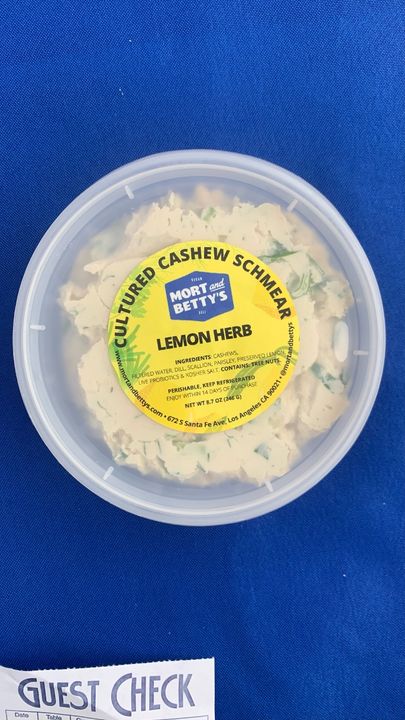 CULTURED CASHEW SCHMEAR
VEGAN
MORT and
BETTY'S
DELI
LEMON HERB
INGREDIENTS: CASHEWS,
FILTERED WATER, DILL, SCALLION, PARSLEY, PRESERVED LEMON,
LIVE PROBIOTICS & KOSHER SALT. CONTAINS: TREE NUTS.
PERISHABLE, KEEP REFRIGERATED
ENJOY WITHIN 14 DAYS OF PURCHASE
NET WT 8.7 OZ (246 G)
www.mortandbettys.com • 672 S Santa Fe Ave, Los Angeles CA 90021 • @mortandbettys
GUEST CHECK
Date Table